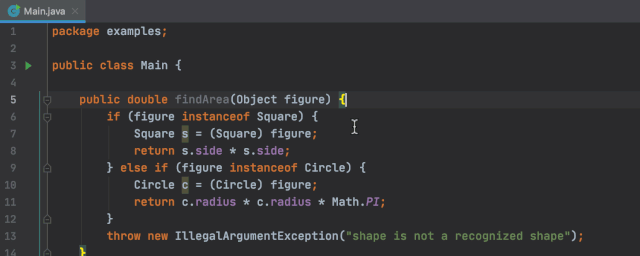 Main.java
1 package examples;
2
3 public class Main {
4
5 public double findArea(Object figure) {
6 if (figure instanceof Square) {
7 Square s = (Square) figure;
8 return s.side * s.side;
9 } else if (figure instanceof Circle) {
10 Circle c = (Circle) figure;
11 return c.radius * c.radius * Math.PI;
12 }
13 throw new IllegalArgumentException("shape is not a recognized shape");
14 }